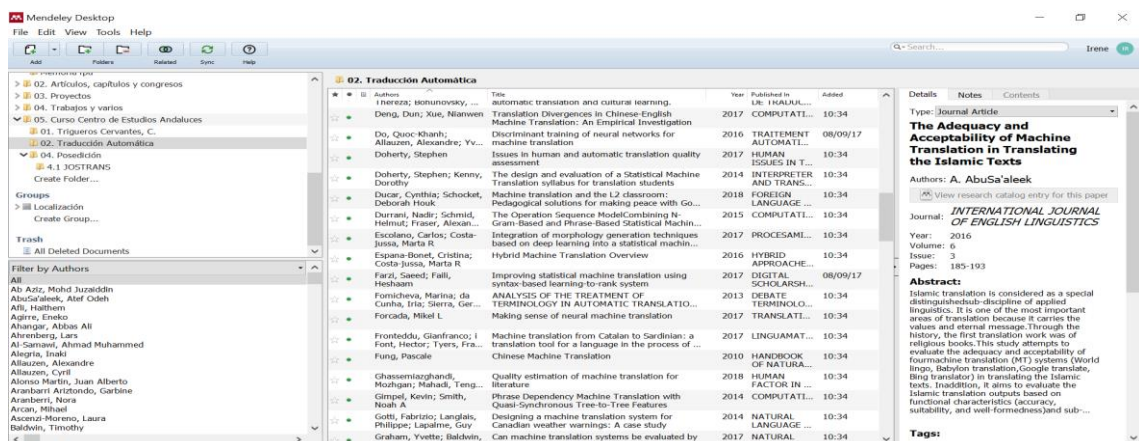 Mendeley Desktop
File Edit View Tools Help
Add Folders Related Sync Help
Search... Irene
02. Artículos, capítulos y congresos
03. Proyectos
04. Trabajos y varios
05. Curso Centro de Estudios Andaluces
01. Trigueros Cervantes, C.
02. Traducción Automática
04. Posedición
4.1 JOSTRANS
Create Folder...
Groups
Localización
Create Group...
Trash
All Deleted Documents
Filter by Authors
All
Ab Aziz, Mohd Juzaiddin
AbuSa'aleek, Atef Odeh
Afli, Haithem
Agirre, Eneko
Ahangar, Abbas Ali
Ahrenberg, Lars
Al-Samawi, Ahmad Muhammed
Alegria, Inaki
Allauzen, Alexandre
Allauzen, Cyril
Alonso Martin, Juan Alberto
Aranbarri Ariztondo, Garbine
Aranberri, Nora
Arcan, Mihael
Ascenzi-Moreno, Laura
Baldwin, Timothy
02. Traducción Automática
Authors Title Year Published In Added
automatic translation and cultural learning.
Deng, Dun; Xue, Nianwen Translation Divergences in Chinese-English 2017 COMPUTATI... 10:34
Machine Translation: An Empirical Investigation
Do, Quoc-Khanh; Discriminant training of neural networks for 2016 TRAITEMENT 08/09/17
Allauzen, Alexandre; Yv... machine translation AUTOMATI...
Doherty, Stephen Issues in human and automatic translation quality 2017 HUMAN 10:34
assessment ISSUES IN T...
Doherty, Stephen; Kenny, The design and evaluation of a Statistical Machine 2014 INTERPRETER 10:34
Dorothy Translation syllabus for translation students AND TRANS...
Ducar, Cynthia; Schocket, Machine translation and the L2 classroom: 2018 FOREIGN 10:34
Deborah Houk Pedagogical solutions for making peace with Go... LANGUAGE ...
Durrani, Nadir; Schmid, The Operation Sequence ModelCombining N- 2015 COMPUTATI... 10:34
Helmut; Fraser, Alexan... Gram-Based and Phrase-Based Statistical Machin...
Escolano, Carlos; Costa- Integration of morphology generation techniques 2017 PROCESAMI... 10:34
Jussa, Marta R based on deep learning into a statistical machin...
Espana-Bonet, Cristina; Hybrid Machine Translation Overview 2016 HYBRID 10:34
Costa-Jussa, Marta R APPROACHE...
Farzi, Saeed; Faili, Improving statistical machine translation using 2017 DIGITAL 08/09/17
Heshaam syntax-based learning-to-rank system SCHOLARSH...
Fomicheva, Marina; da ANALYSIS OF THE TREATMENT OF 2013 DEBATE 10:34
Cunha, Iria; Sierra, Ger... TERMINOLOGY IN AUTOMATIC TRANSLATIO... TERMINOLO...
Forcada, Mikel L Making sense of neural machine translation 2017 TRANSLATI... 10:34
Fronteddu, Gianfranco; i Machine translation from Catalan to Sardinian: a 2017 LINGUAMAT... 10:34
Font, Hector; Tyers, Fra... translation tool for a language in the process of ...
Fung, Pascale Chinese Machine Translation 2010 HANDBOOK 10:34
OF NATURA...
Ghassemiazghandi, Quality estimation of machine translation for 2018 HUMAN 10:34
Mozhgan; Mahadi, Teng... literature FACTOR IN ...
Gimpel, Kevin; Smith, Phrase Dependency Machine Translation with 2014 COMPUTATI... 10:34
Noah A Quasi-Synchronous Tree-to-Tree Features
Gotti, Fabrizio; Langlais, Designing a machine translation system for 2014 NATURAL 10:34
Philippe; Lapalme, Guy Canadian weather warnings: A case study LANGUAGE ...
Graham, Yvette; Baldwin, Can machine translation systems be evaluated by 2017 NATURAL 10:34
Details Notes Contents
Type: Journal Article
The Adequacy and
Acceptability of Machine
Translation in Translating
the Islamic Texts
Authors: A. AbuSa'aleek
View research catalog entry for this paper
Journal: INTERNATIONAL JOURNAL
OF ENGLISH LINGUISTICS
Year: 2016
Volume: 6
Issue: 3
Pages: 185-193
Abstract:
Islamic translation is considered as a special
distinguishedsub-discipline of applied
linguistics. It is one of the most important
areas of translation because it carries the
values and eternal message.Through the
history, the first translation work was of
religious books.This study attempts to
evaluate the adequacy and acceptability of
fourmachine translation (MT) systems (World
lingo, Babylon translation,Google translate,
Bing translator) in translating the Islamic
texts. Inaddition, it aims to evaluate the
Islamic translation outputs based on
functional characteristics (accuracy,
suitability, and well-formedness)and sub-...
Tags: